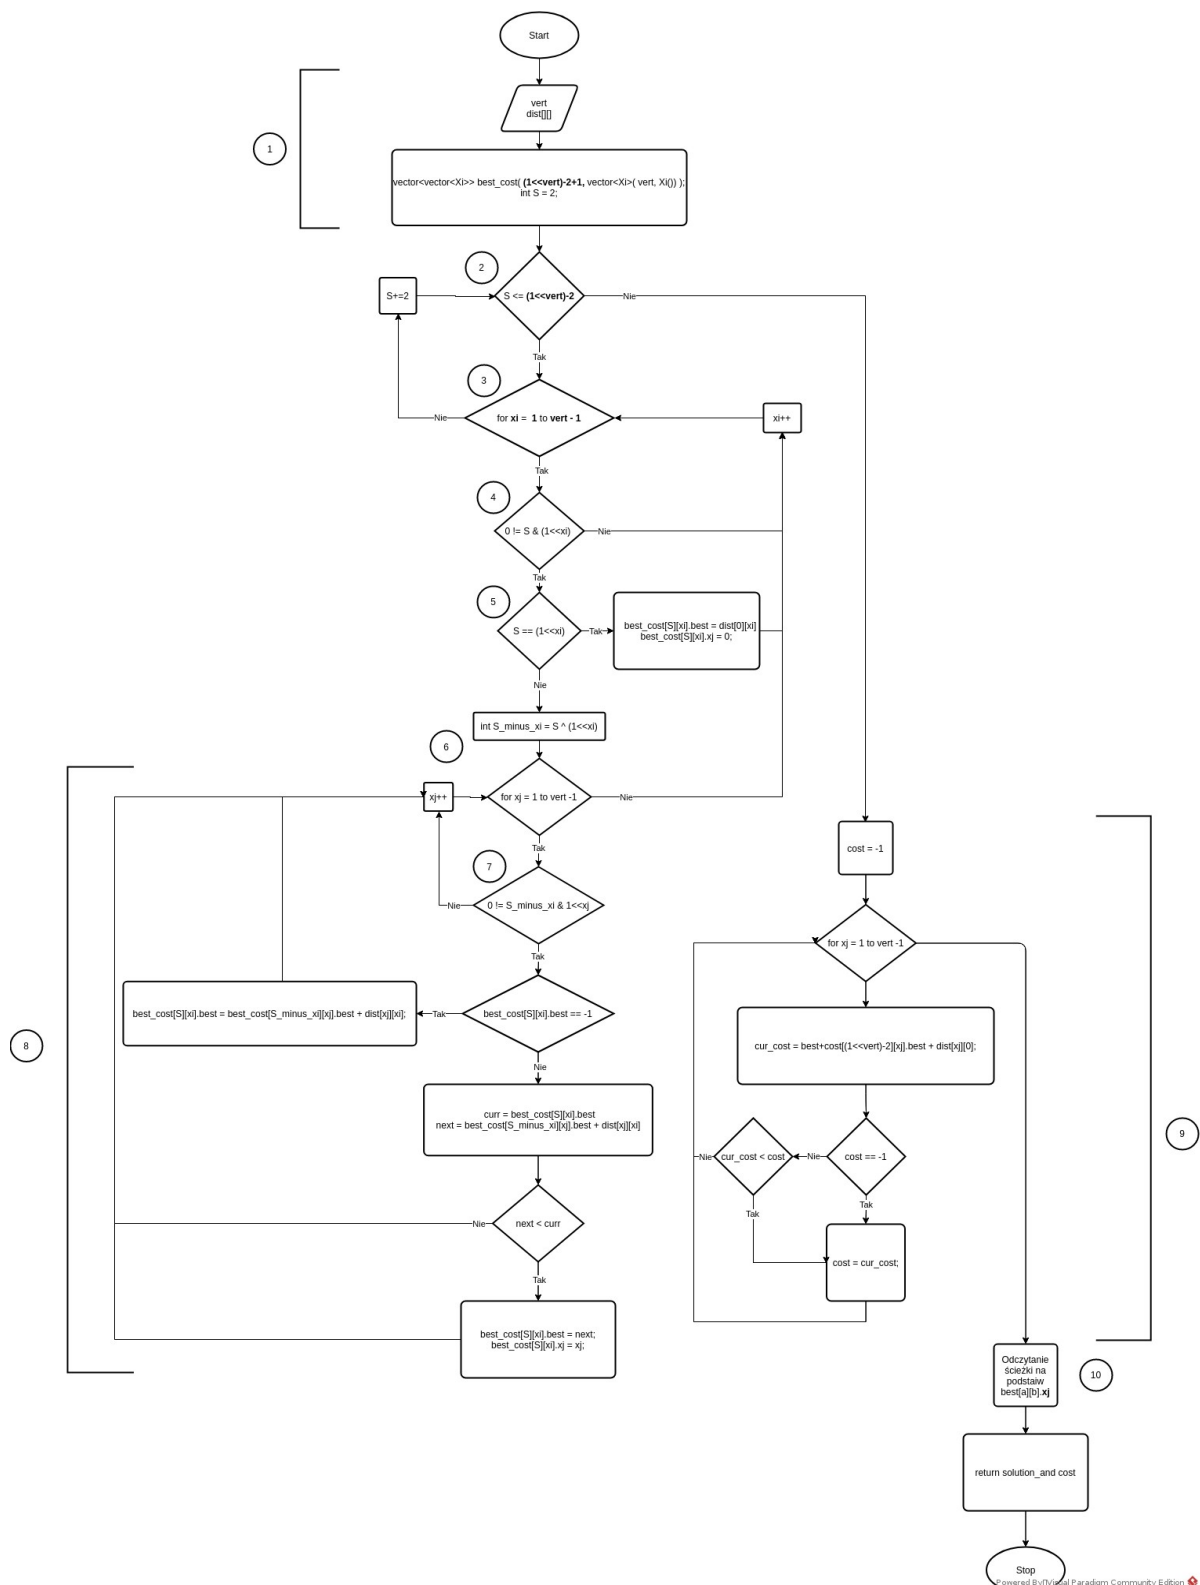 Start
vert
dist[][]
1
vector<vector<Xi>> best_cost( (1<<vert)-2+1, vector<Xi>( vert, Xi()) );
int S = 2;
2
S+=2
S <= (1<<vert)-2
Nie
Tak
3
for xi = 1 to vert - 1
xi++
Nie
Tak
4
0 != S & (1<<xi)
Nie
Tak
5
S == (1<<xi)
Tak
best_cost[S][xi].best = dist[0][xi]
best_cost[S][xi].xj = 0;
Nie
int S_minus_xi = S ^ (1<<xi)
6
xj++
for xj = 1 to vert -1
Nie
Tak
7
0 != S_minus_xi & 1<<xj
Nie
Tak
best_cost[S][xi].best = best_cost[S_minus_xi][xj].best + dist[xj][xi];
Tak
best_cost[S][xi].best == -1
8
Nie
curr = best_cost[S][xi].best
next = best_cost[S_minus_xi][xj].best + dist[xj][xi]
Nie
next < curr
Tak
best_cost[S][xi].best = next;
best_cost[S][xi].xj = xj;
cost = -1
for xj = 1 to vert -1
cur_cost = best+cost[(1<<vert)-2][xj].best + dist[xj][0];
9
Nie
cur_cost < cost
Nie
cost == -1
Tak
Tak
cost = cur_cost;
Odczytanie
ścieżki na
podstaiw
best[a][b].xj
10
return solution_and cost
Stop
Powered By Visual Paradigm Community Edition